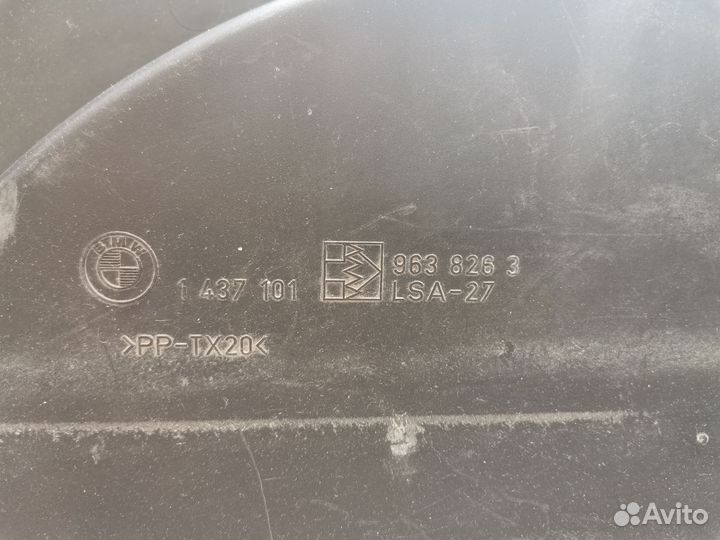 BMW
1 437 101
963 826 3
LSA-27
>PP-TX20<
Avito